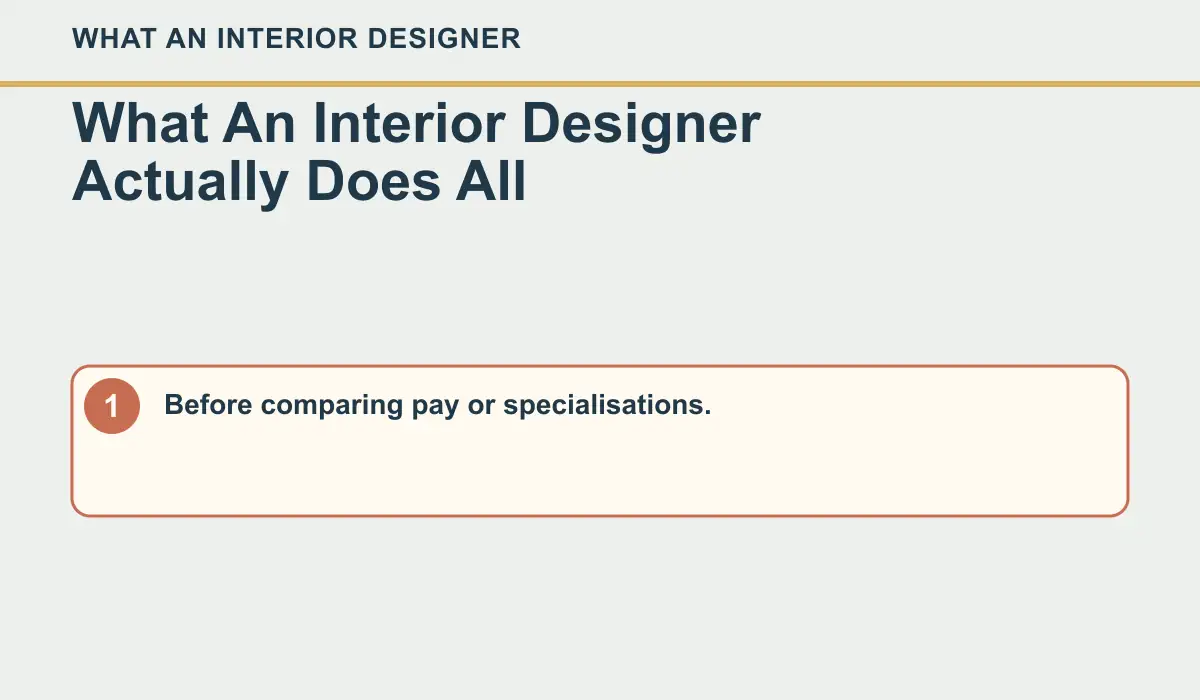 WHAT AN INTERIOR DESIGNER
What An Interior Designer
Actually Does All
1
Before comparing pay or specialisations.